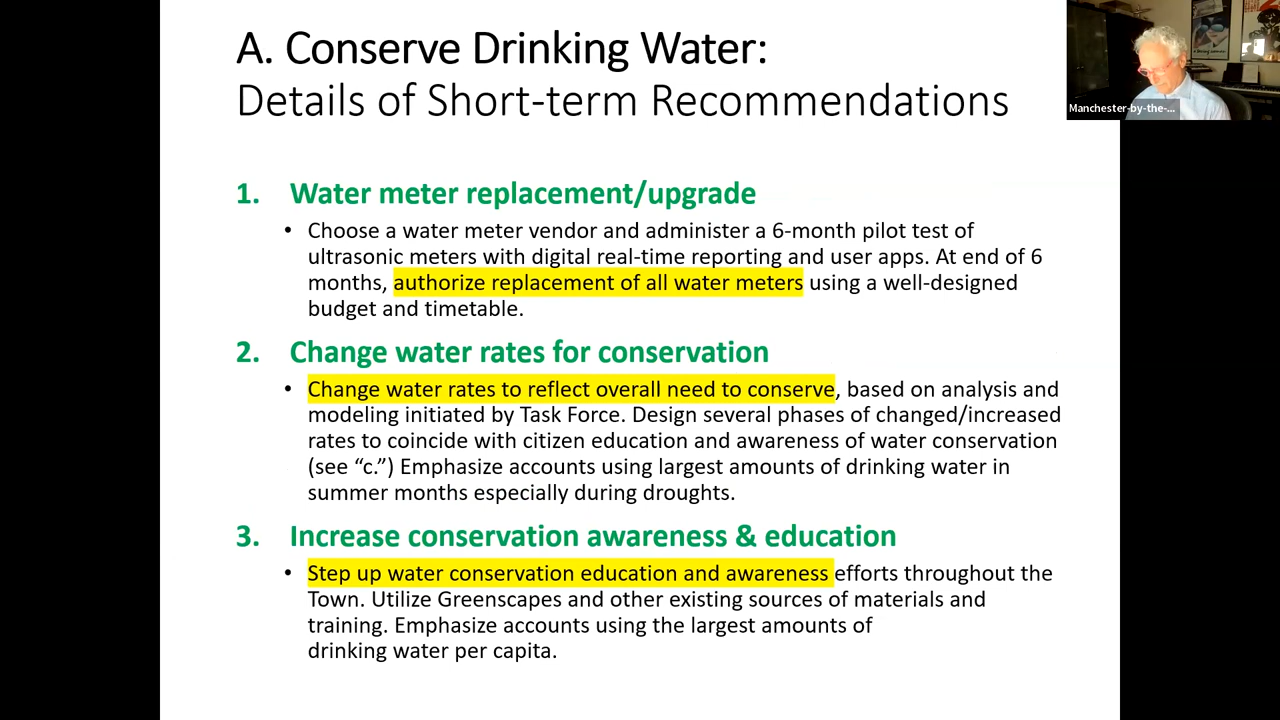 A. Conserve Drinking Water:
Details of Short-term Recommendations
Manchester-by-the-...
1. Water meter replacement/upgrade
• Choose a water meter vendor and administer a 6-month pilot test of
ultrasonic meters with digital real-time reporting and user apps. At end of 6
months, authorize replacement of all water meters using a well-designed
budget and timetable.
2. Change water rates for conservation
• Change water rates to reflect overall need to conserve, based on analysis and
modeling initiated by Task Force. Design several phases of changed/increased
rates to coincide with citizen education and awareness of water conservation
(see “c.”) Emphasize accounts using largest amounts of drinking water in
summer months especially during droughts.
3. Increase conservation awareness & education
• Step up water conservation education and awareness efforts throughout the
Town. Utilize Greenscapes and other existing sources of materials and
training. Emphasize accounts using the largest amounts of
drinking water per capita.